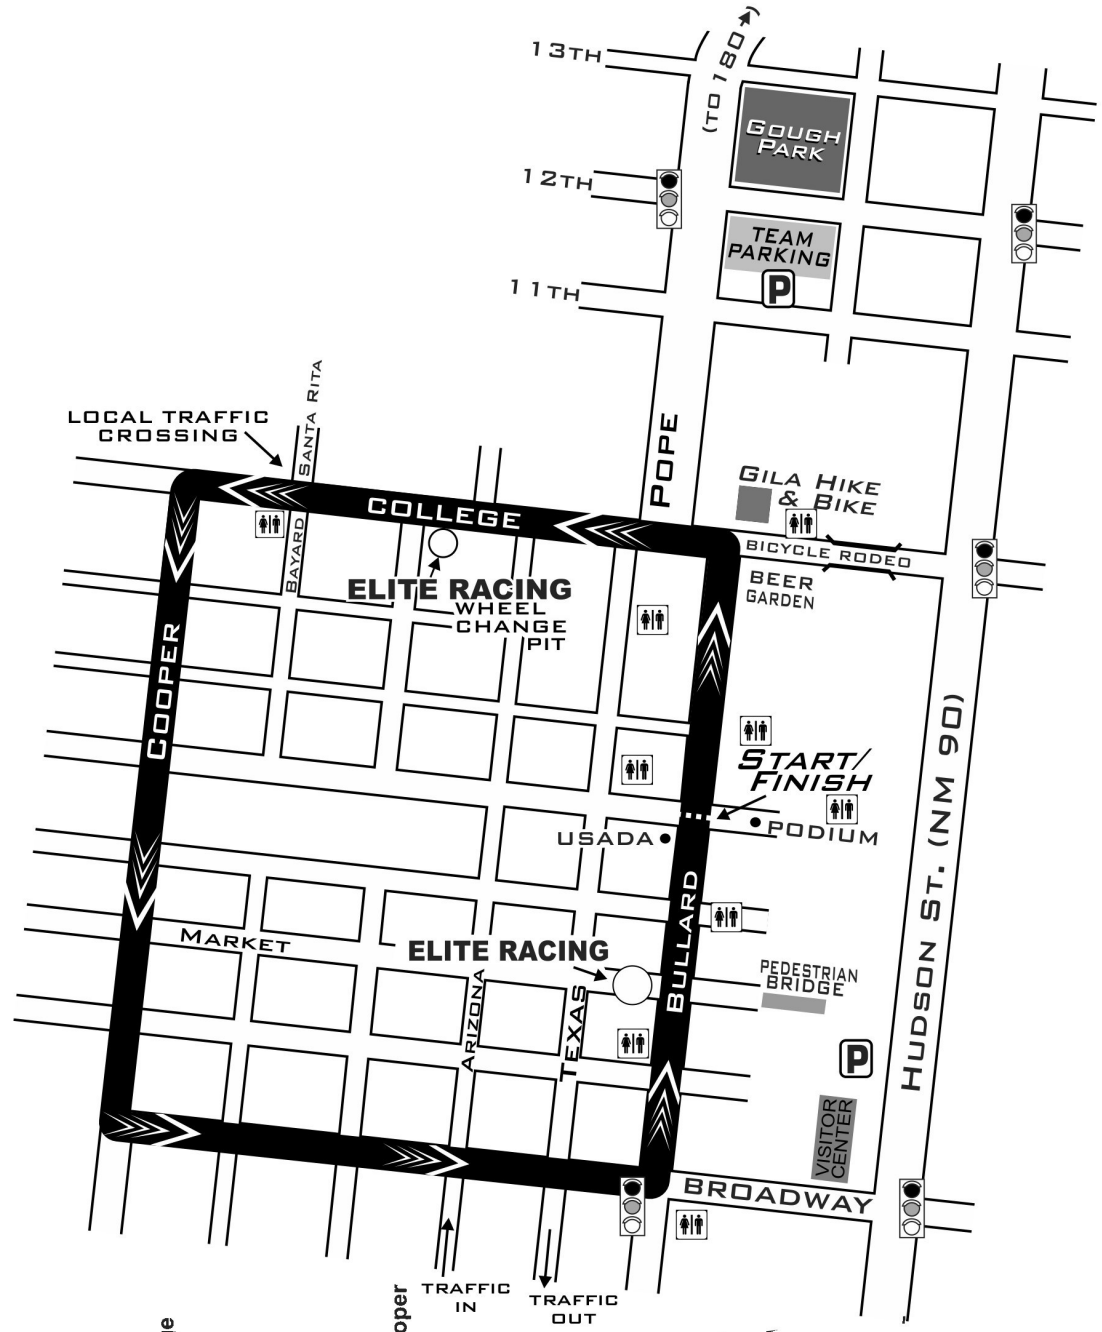 13TH
(TO 180)
GOUGH
PARK
12TH
TEAM
PARKING
P
11TH
SANTA RITA
LOCAL TRAFFIC
CROSSING
POPE
GILA HIKE
& BIKE
COLLEGE
BAYARD
BICYCLE RODEO
ELITE RACING
WHEEL
CHANGE
PIT
BEER
GARDEN
COOPER
START/
FINISH
HUDSON ST. (NM 90)
USADA
PODIUM
BULLARD
MARKET
ELITE RACING
ARIZONA
TEXAS
PEDESTRIAN
BRIDGE
P
VISITOR
CENTER
BROADWAY
TRAFFIC
IN
TRAFFIC
OUT
oper